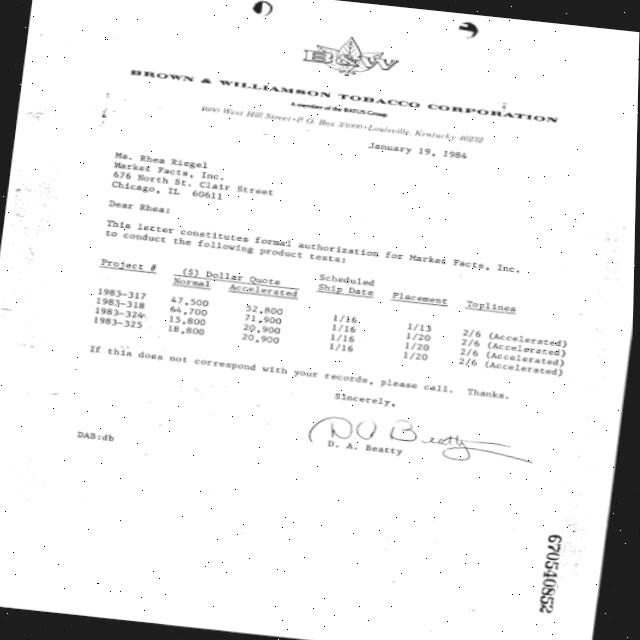 B&W
BROWN & WILLIAMSON TOBACCO CORPORATION
A member of the BATUS Group
1600 West Hill Street • P. O. Box 35090 • Louisville, Kentucky 40232
January 19, 1984
Ms. Rhea Riegel
Market Facts, Inc.
676 North St. Clair Street
Chicago, IL 60611
Dear Rhea:
This letter constitutes formal authorization for Market Facts, Inc.
to conduct the following product tests:
Project # ($) Dollar Quote Scheduled
Normal Accelerated Ship Date Placement Toplines
1983-317 47,500 52,800 1/16 1/13 2/6 (Accelerated)
1983-318 64,700 71,900 1/16 1/20 2/6 (Accelerated)
1983-324 15,800 20,900 1/16 1/20 2/6 (Accelerated)
1983-325 18,800 20,900 1/16 1/20 2/6 (Accelerated)
If this does not correspond with your records, please call. Thanks.
Sincerely,
D A Beatty
D. A. Beatty
DAB:db
670540852